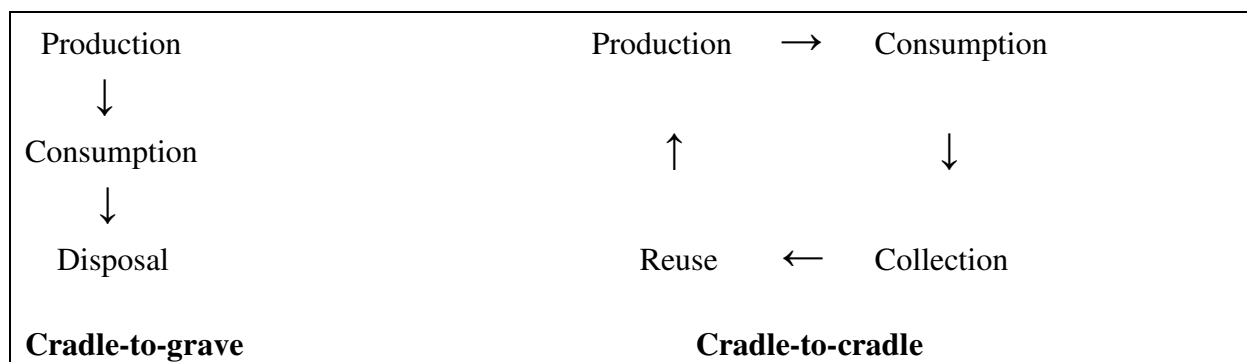 Production
↓
Consumption
↓
Disposal
Cradle-to-grave
Production → Consumption
↑ ↓
Reuse ← Collection
Cradle-to-cradle